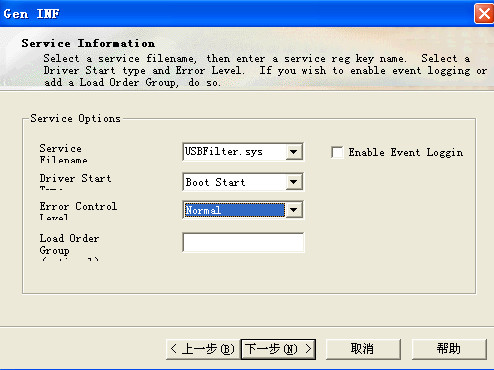 Gen INF
Service Information
Select a service filename, then enter a service reg key name. Select a
Driver Start type and Error Level. If you wish to enable event logging or
add a Load Order Group, do so.
Service Options
Service
Filename
USBFilter.sys
Enable Event Loggin
Driver Start
Boot Start
Error Control
Level
Normal
Load Order
Group
< 上一步(B)
下一步(N) >
取消
帮助